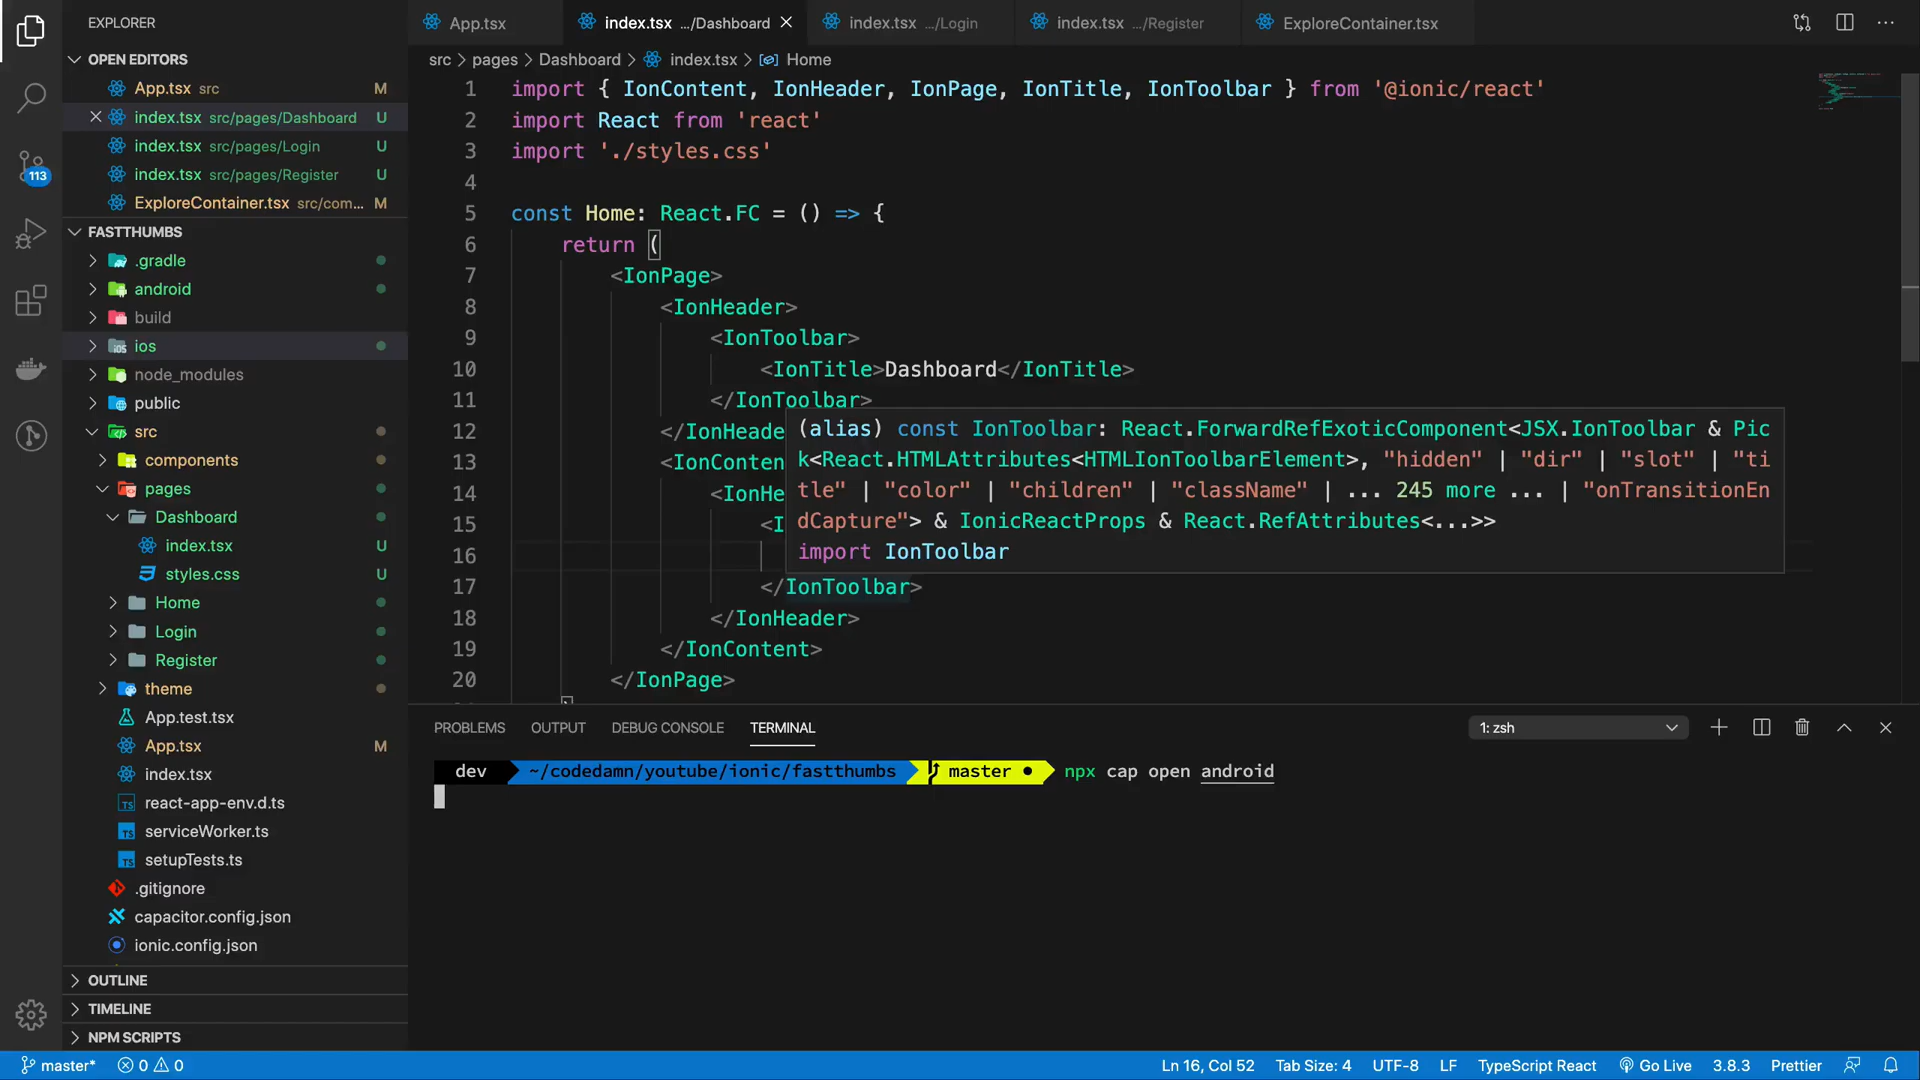 EXPLORER
OPEN EDITORS
App.tsx src M
index.tsx src/pages/Dashboard U
index.tsx src/pages/Login U
index.tsx src/pages/Register U
ExploreContainer.tsx src/com... M
FASTTHUMBS
.gradle
android
build
ios
node_modules
public
src
components
pages
Dashboard
index.tsx U
styles.css U
Home
Login
Register
theme
App.test.tsx
App.tsx M
index.tsx
react-app-env.d.ts
serviceWorker.ts
setupTests.ts
.gitignore
capacitor.config.json
ionic.config.json
OUTLINE
TIMELINE
NPM SCRIPTS
113
App.tsx
index.tsx .../Dashboard
index.tsx .../Login
index.tsx .../Register
ExploreContainer.tsx
src > pages > Dashboard > index.tsx > Home
1 import { IonContent, IonHeader, IonPage, IonTitle, IonToolbar } from '@ionic/react'
2 import React from 'react'
3 import './styles.css'
4
5 const Home: React.FC = () => {
6 return (
7 <IonPage>
8 <IonHeader>
9 <IonToolbar>
10 <IonTitle>Dashboard</IonTitle>
11 </IonToolbar>
12 </IonHeade
13 <IonConten
14 <IonHe
15 <I
16
17 </IonToolbar>
18 </IonHeader>
19 </IonContent>
20 </IonPage>
(alias) const IonToolbar: React.ForwardRefExoticComponent<JSX.IonToolbar & Pic
k<React.HTMLAttributes<HTMLIonToolbarElement>, "hidden" | "dir" | "slot" | "ti
tle" | "color" | "children" | "className" | ... 245 more ... | "onTransitionEn
dCapture"> & IonicReactProps & React.RefAttributes<...>>
import IonToolbar
PROBLEMS OUTPUT DEBUG CONSOLE TERMINAL
1: zsh
dev ~/codedamn/youtube/ionic/fastthumbs master ● npx cap open android
master* 0 0
Ln 16, Col 52 Tab Size: 4 UTF-8 LF TypeScript React Go Live 3.8.3 Prettier